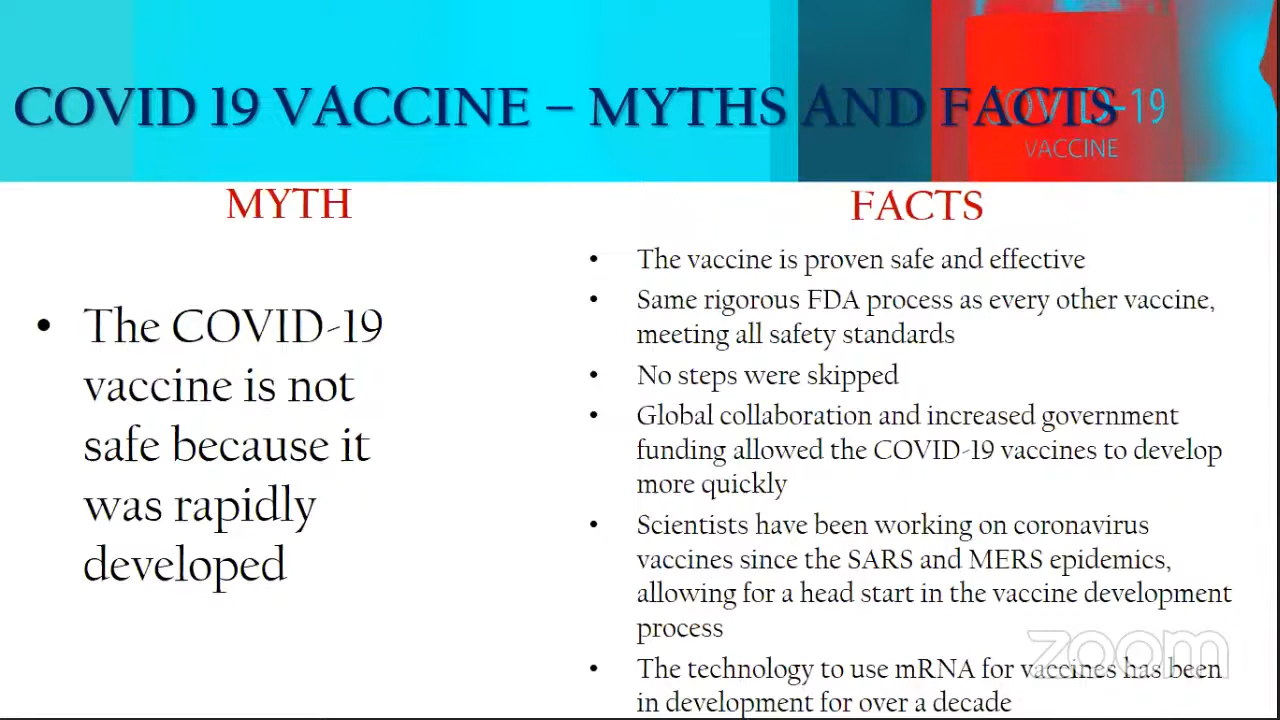 COVID 19 VACCINE – MYTHS AND FACTS
COVID-19
VACCINE
MYTH
• The COVID-19
vaccine is not
safe because it
was rapidly
developed
FACTS
• The vaccine is proven safe and effective
• Same rigorous FDA process as every other vaccine,
meeting all safety standards
• No steps were skipped
• Global collaboration and increased government
funding allowed the COVID-19 vaccines to develop
more quickly
• Scientists have been working on coronavirus
vaccines since the SARS and MERS epidemics,
allowing for a head start in the vaccine development
process
• The technology to use mRNA for vaccines has been
in development for over a decade
zoom